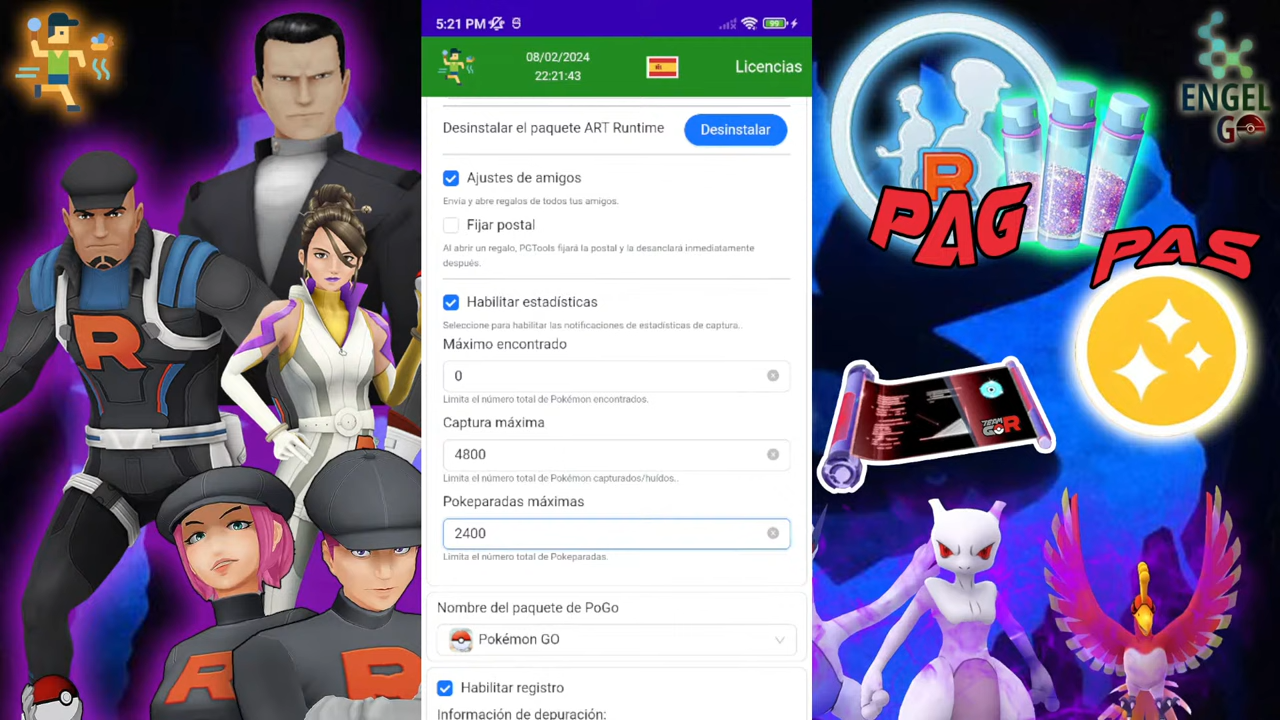 5:21 PM
99
08/02/2024
22:21:43
Licencias
Desinstalar el paquete ART Runtime
Desinstalar
Ajustes de amigos
Envia y abre regalos de todos tus amigos.
Fijar postal
Al abrir un regalo, PGTools fijará la postal y la desanclará inmediatamente
después.
Habilitar estadísticas
Seleccione para habilitar las notificaciones de estadísticas de captura..
Máximo encontrado
0
Limita el número total de Pokémon encontrados.
Captura máxima
4800
Limita el número total de Pokémon capturados/huídos..
Pokeparadas máximas
2400
Limita el número total de Pokeparadas.
Nombre del paquete de PoGo
Pokémon GO
Habilitar registro
Información de depuración:
R
R
R
R
PAG
PAS
ENGEL
GO
TEAM
GO R